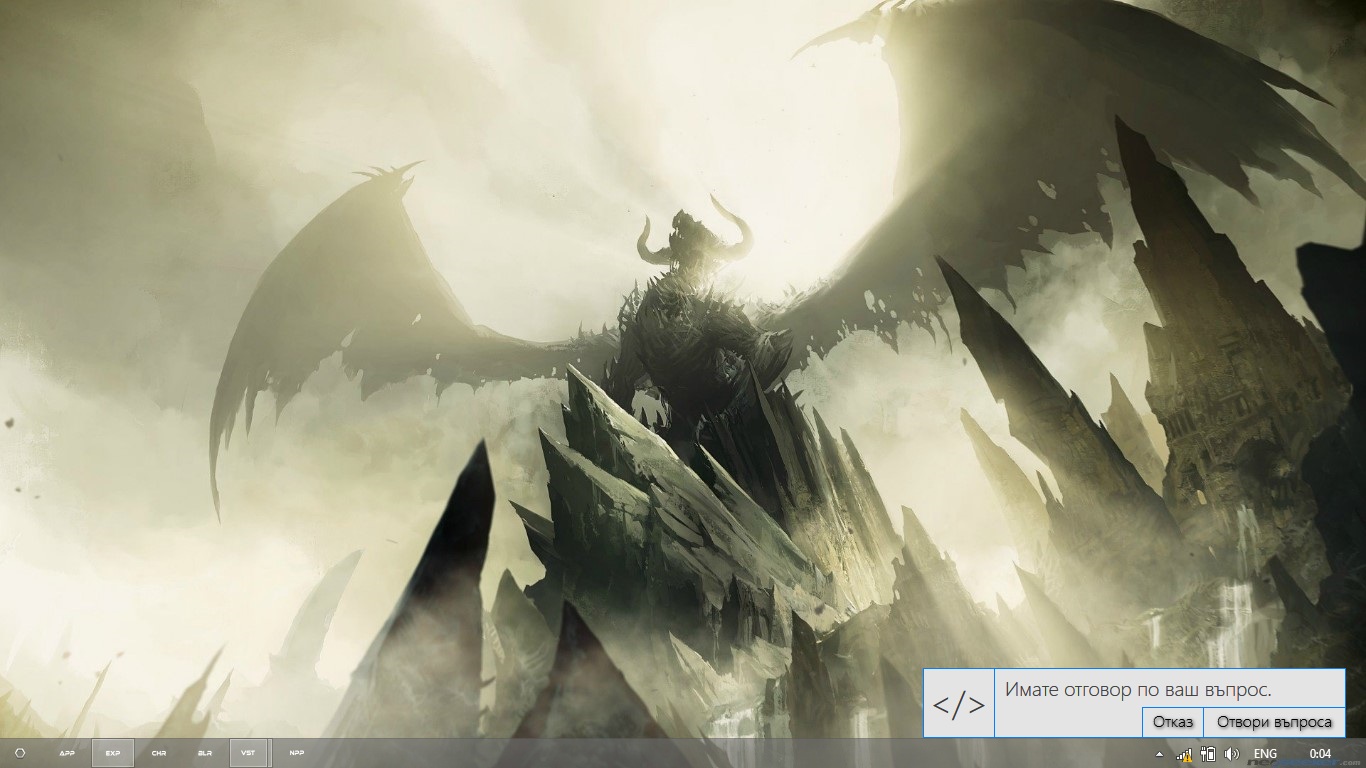 </>
Имате отговор по ваш въпрос.
Отказ
Отвори въпроса
APP
EXP
CHR
BLR
VST
NPP
ENG
0:04